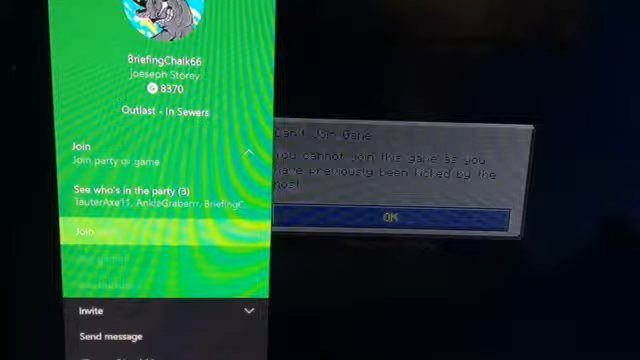 BriefingChalk66
Joeseph Storey
G 8370
Outlast - In Sewers
Join
Join party or game
See who's in the party (3)
TauterAxe11, AnkleGrabarrr, BriefingC
Join
Invite
Send message
Can't Join Game
You cannot join this game as you
have previously been kicked by the
host
OK